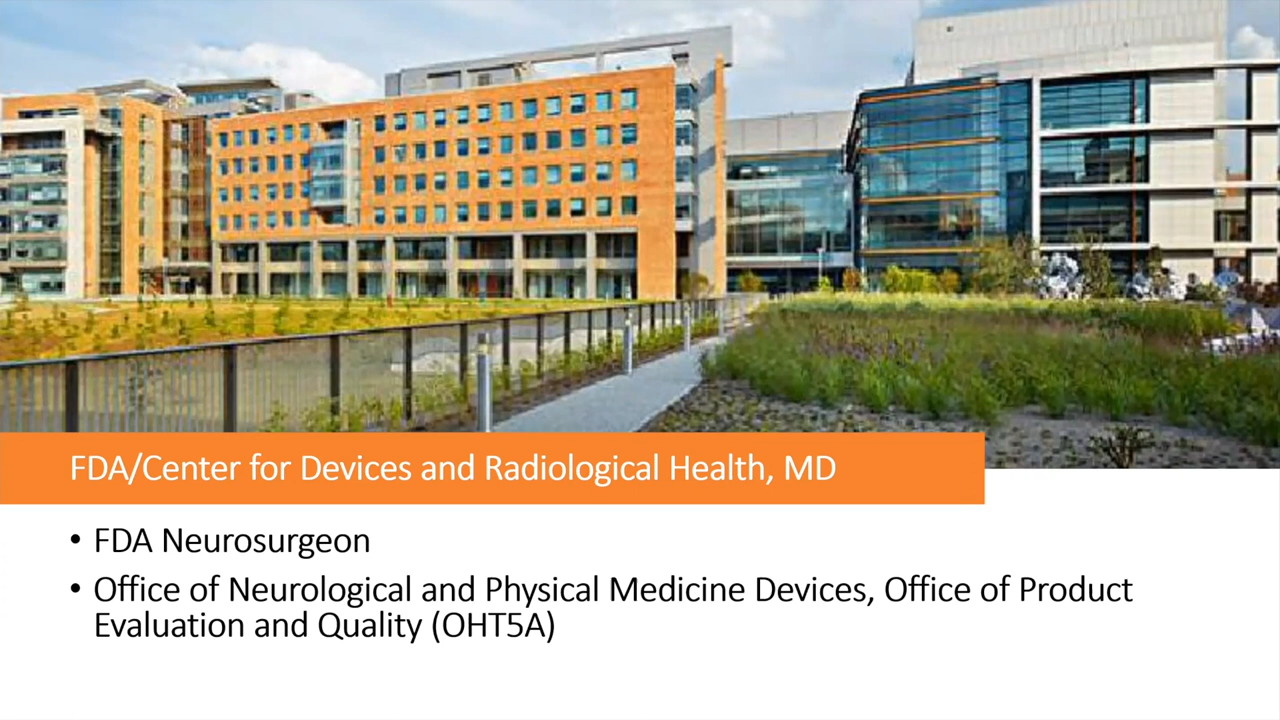 FDA/Center for Devices and Radiological Health, MD
• FDA Neurosurgeon
• Office of Neurological and Physical Medicine Devices, Office of Product
Evaluation and Quality (OHT5A)